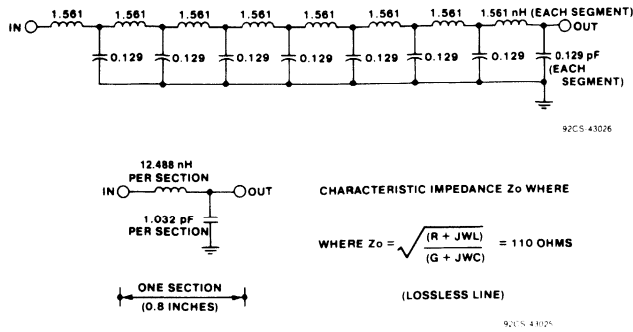 1.561 1.561 1.561 1.561 1.561 1.561 1.561 1.561 nH (EACH SEGMENT)
IN OUT
0.129 0.129 0.129 0.129 0.129 0.129 0.129 0.129 pF
(EACH
SEGMENT)
92CS-43026
12.488 nH
PER SECTION
IN OUT
1.032 pF
PER SECTION
ONE SECTION
(0.8 INCHES)
CHARACTERISTIC IMPEDANCE Zo WHERE
WHERE Zo = √ (R + JWL) / (G + JWC) = 110 OHMS
(LOSSLESS LINE)
92CS-43025